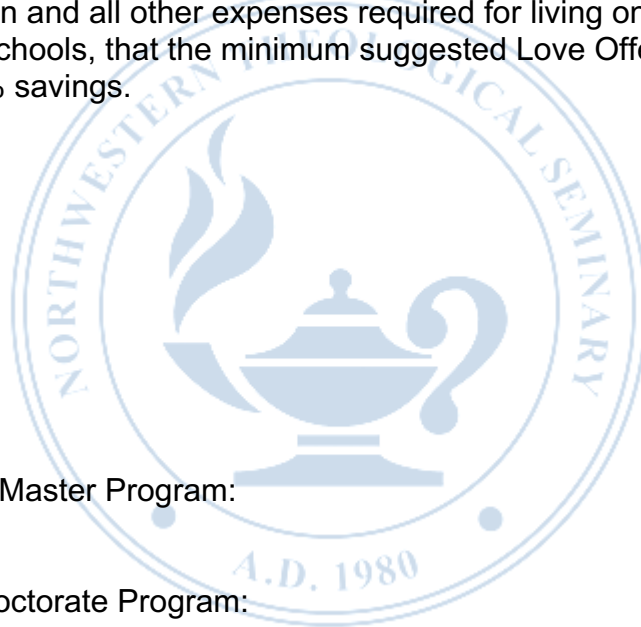 n and all other expenses required for living on
chools, that the minimum suggested Love Offe
% savings.
NORTHWESTERN THEOLOGICAL SEMINARY
Master Program:
A.D. 1980
octorate Program: